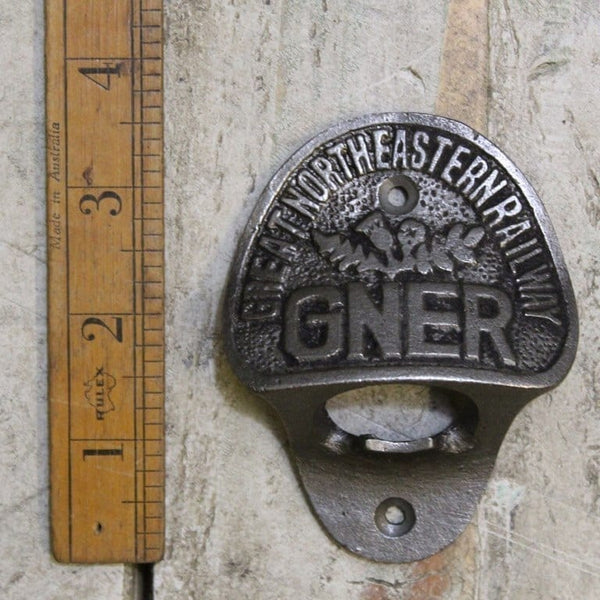 GREAT NORTH EASTERN RAILWAY
GNER
4
3
2
1
Made in Australia
RULEX